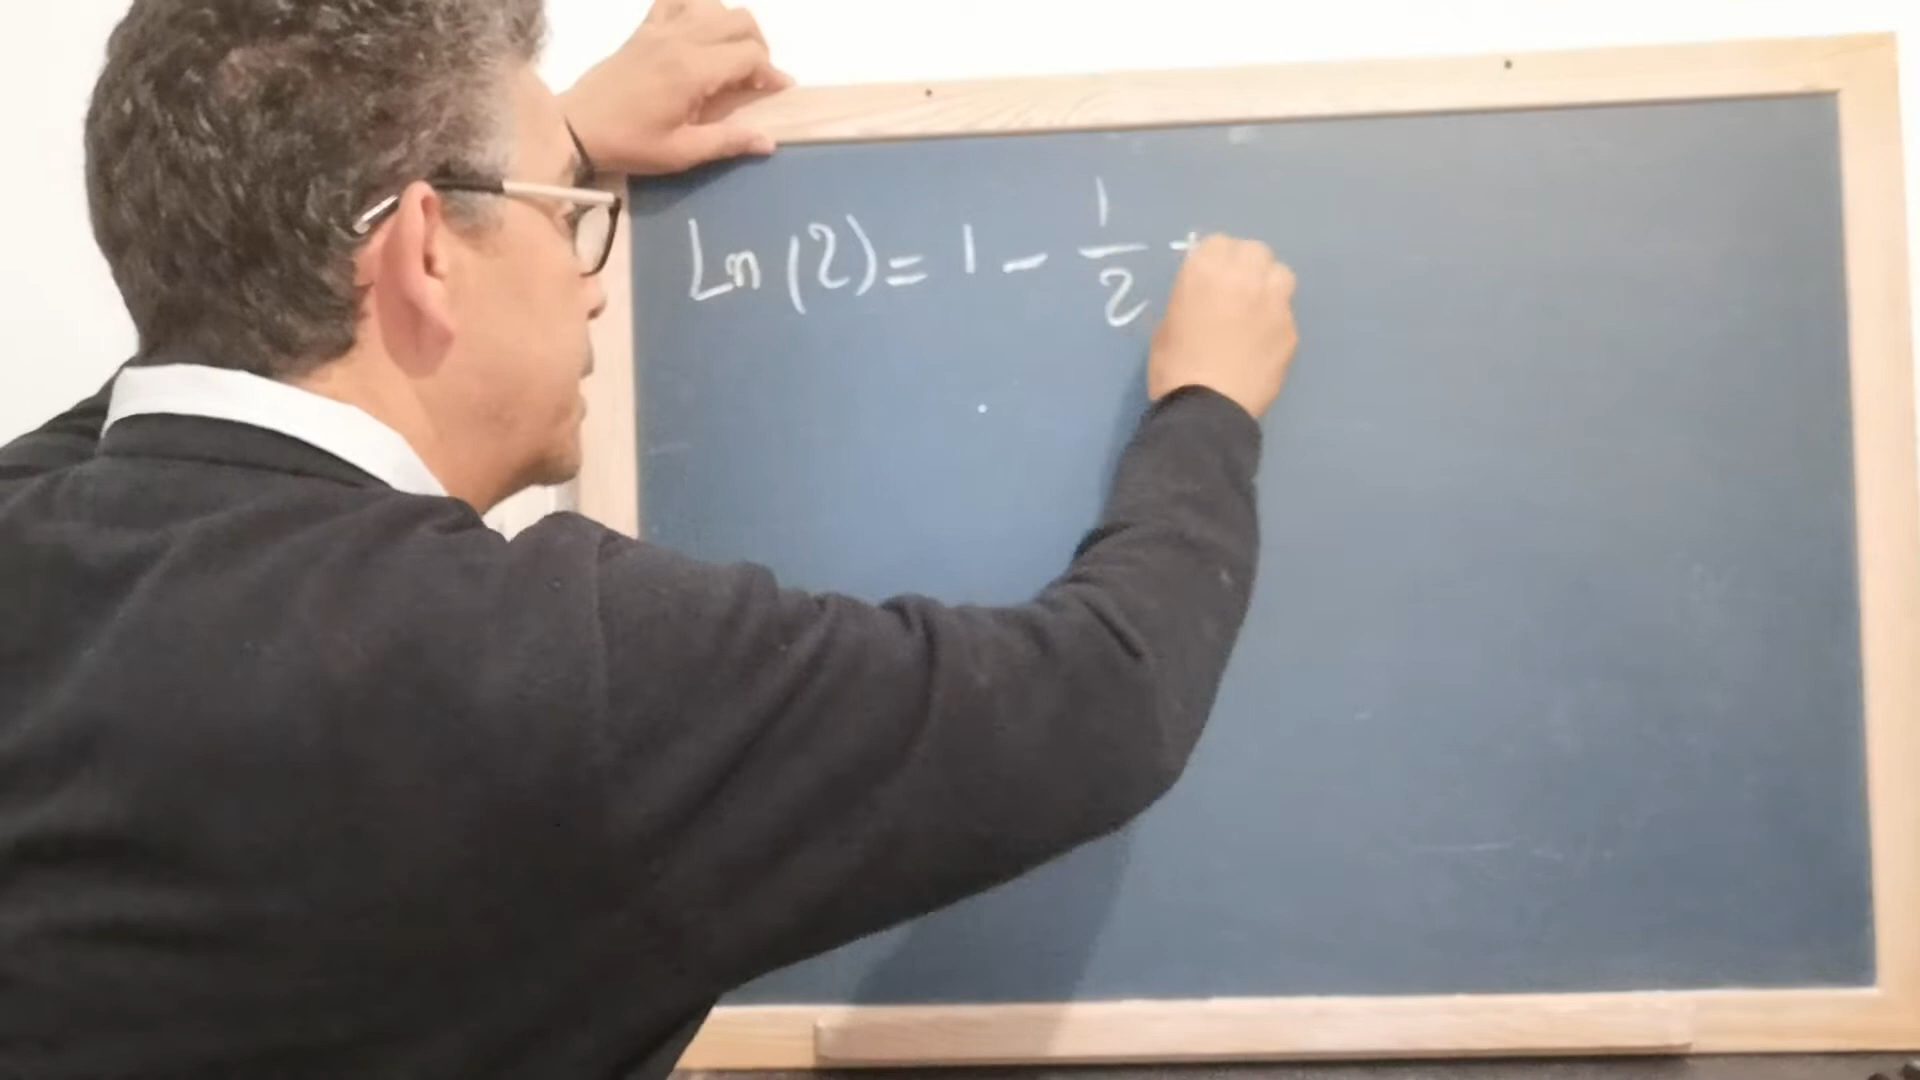 Ln (2) = 1 - 1/2 +